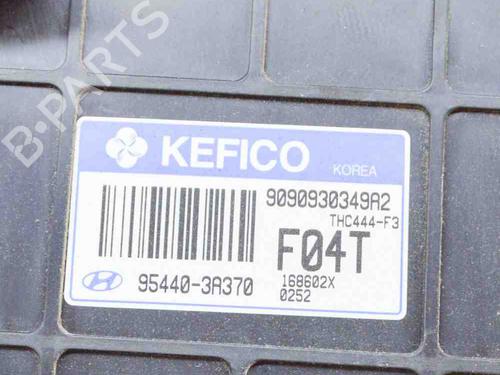 B-PARTS
KEFICO
KOREA
9090930349A2
THC444-F3
F04T
95440-3A370
168602X
0252